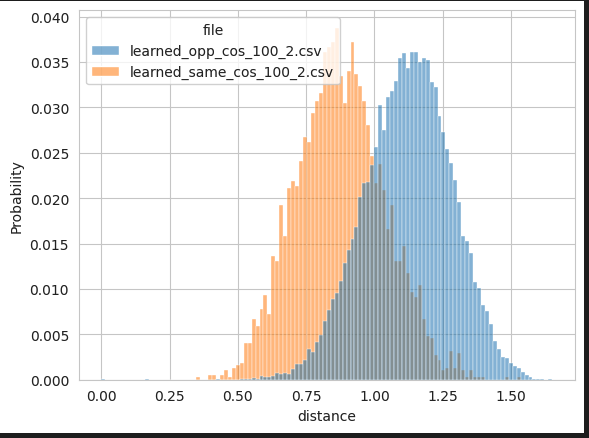 file
learned_opp_cos_100_2.csv
learned_same_cos_100_2.csv
0.040
0.035
0.030
0.025
0.020
0.015
0.010
0.005
0.000
Probability
0.00 0.25 0.50 0.75 1.00 1.25 1.50
distance